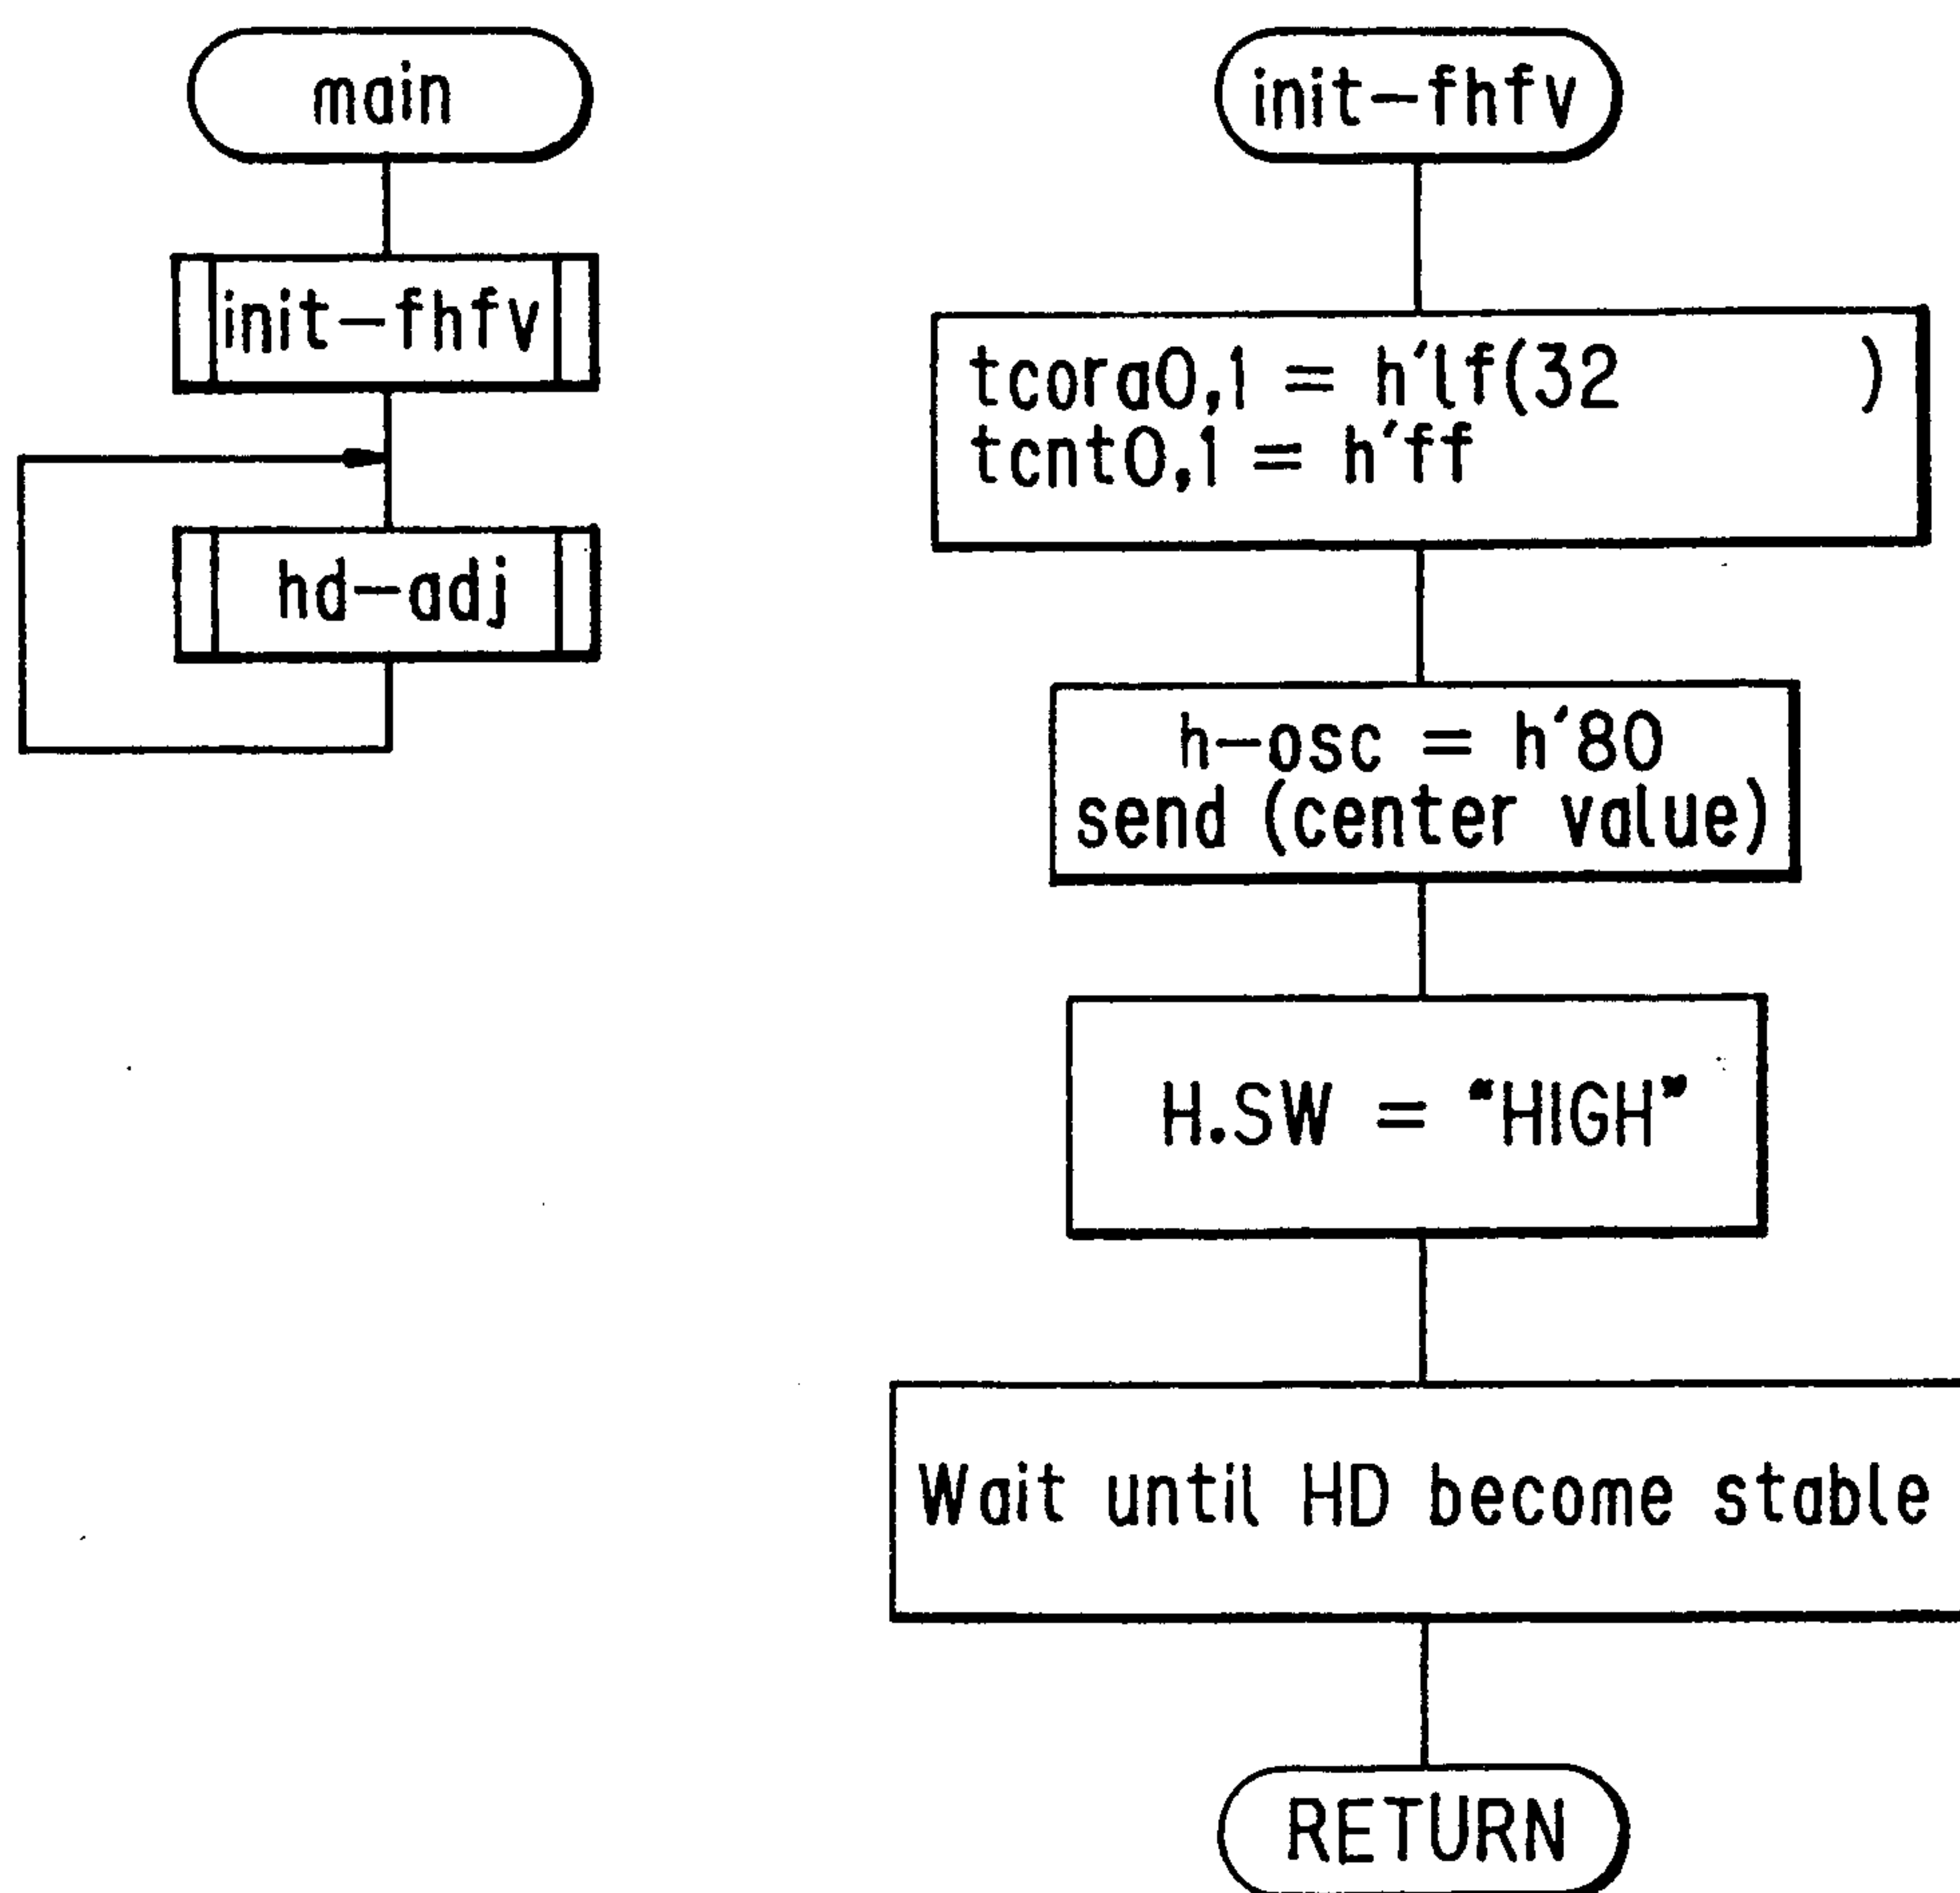 main
init-fhfv
hd-adj
init-fhfv
tcora0,1 = h'1f(32 )
tcnt0,1 = h'ff
h-osc = h'80
send (center value)
H.SW = "HIGH"
Wait until HD become stable
RETURN